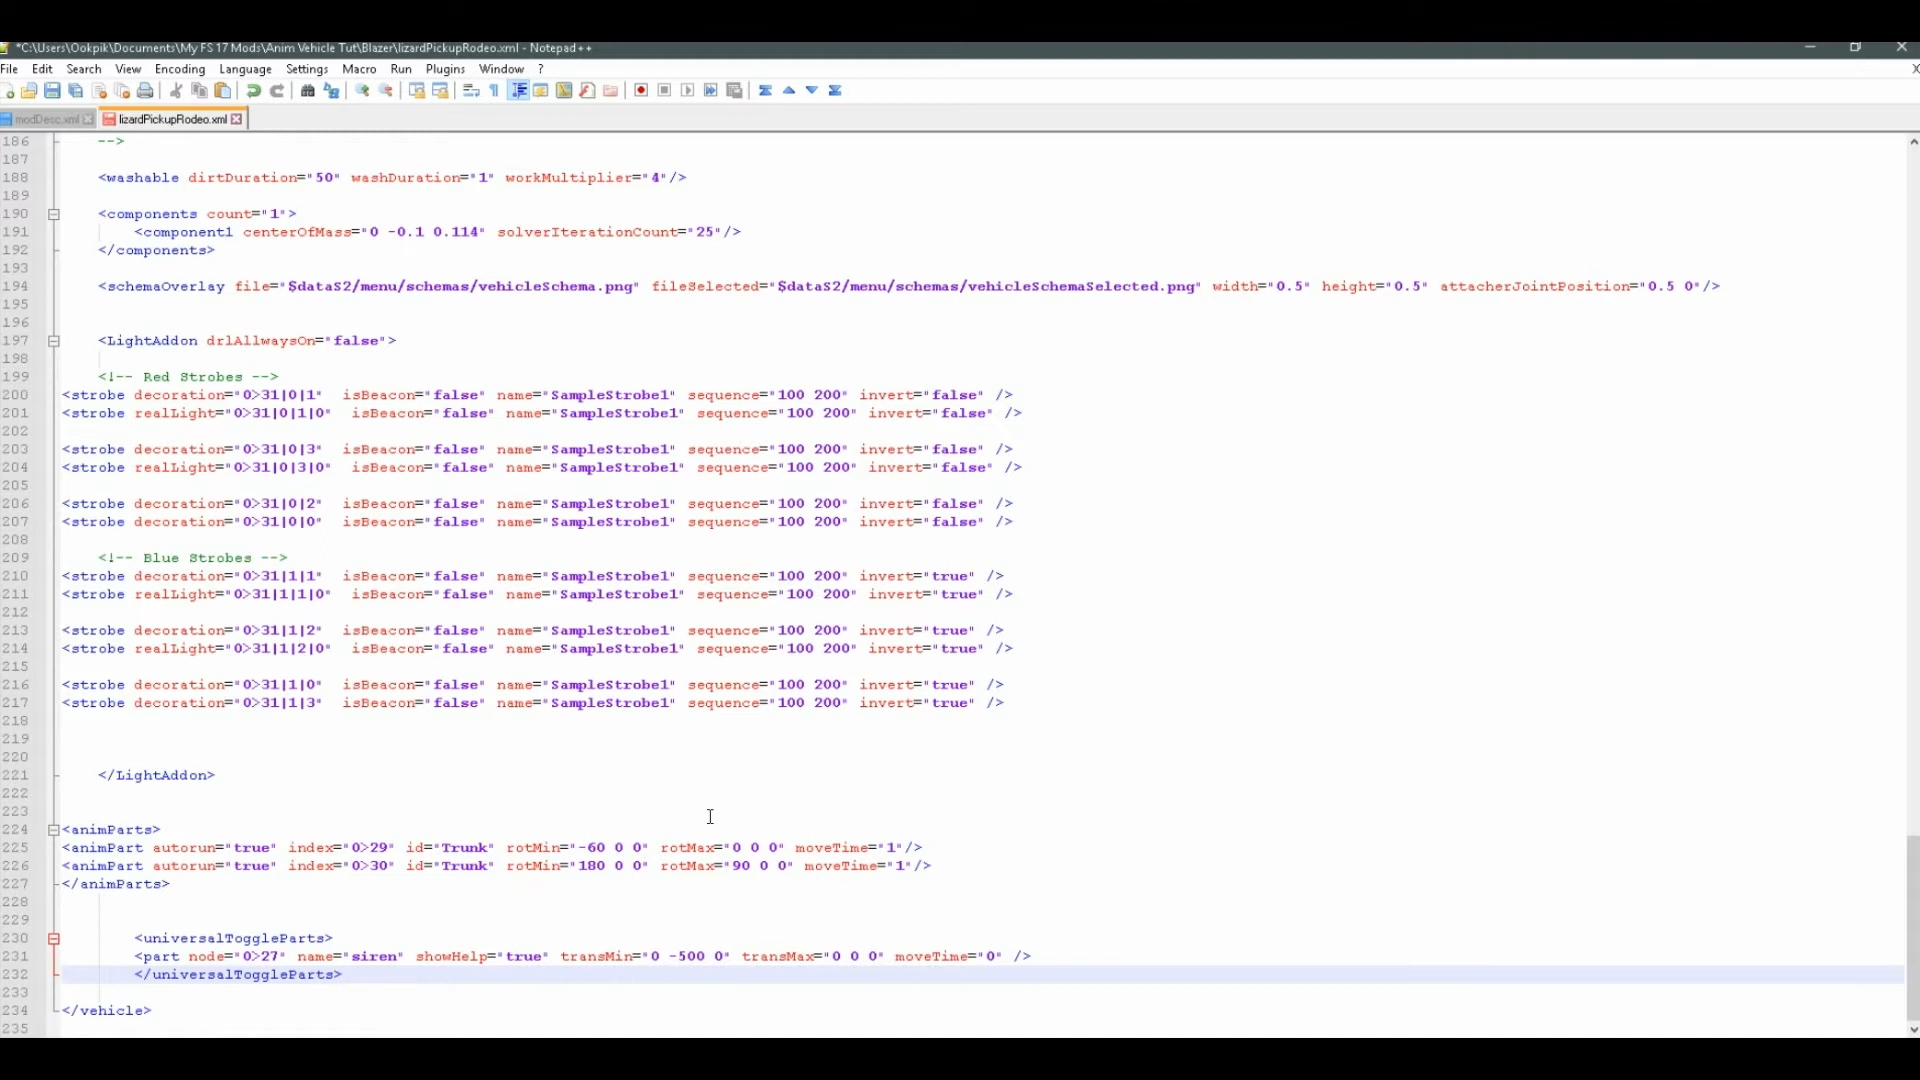 *C:\Users\Ookpik\Documents\My FS 17 Mods\Anim Vehicle Tut\Blazer\lizardPickupRodeo.xml - Notepad++
File Edit Search View Encoding Language Settings Macro Run Plugins Window ? X
modDesc.xml lizardPickupRodeo.xml
186 -->
187
188 <washable dirtDuration="50" washDuration="1" workMultiplier="4"/>
189
190 <components count="1">
191 <component1 centerOfMass="0 -0.1 0.114" solverIterationCount="25"/>
192 </components>
193
194 <schemaOverlay file="$dataS2/menu/schemas/vehicleSchema.png" fileSelected="$dataS2/menu/schemas/vehicleSchemaSelected.png" width="0.5" height="0.5" attacherJointPosition="0.5 0"/>
195
196
197 <LightAddon drlAllwaysOn="false">
198
199 <!-- Red Strobes -->
200 <strobe decoration="0>31|0|1" isBeacon="false" name="SampleStrobe1" sequence="100 200" invert="false" />
201 <strobe realLight="0>31|0|1|0" isBeacon="false" name="SampleStrobe1" sequence="100 200" invert="false" />
202
203 <strobe decoration="0>31|0|3" isBeacon="false" name="SampleStrobe1" sequence="100 200" invert="false" />
204 <strobe realLight="0>31|0|3|0" isBeacon="false" name="SampleStrobe1" sequence="100 200" invert="false" />
205
206 <strobe decoration="0>31|0|2" isBeacon="false" name="SampleStrobe1" sequence="100 200" invert="false" />
207 <strobe decoration="0>31|0|0" isBeacon="false" name="SampleStrobe1" sequence="100 200" invert="false" />
208
209 <!-- Blue Strobes -->
210 <strobe decoration="0>31|1|1" isBeacon="false" name="SampleStrobe1" sequence="100 200" invert="true" />
211 <strobe realLight="0>31|1|1|0" isBeacon="false" name="SampleStrobe1" sequence="100 200" invert="true" />
212
213 <strobe decoration="0>31|1|2" isBeacon="false" name="SampleStrobe1" sequence="100 200" invert="true" />
214 <strobe realLight="0>31|1|2|0" isBeacon="false" name="SampleStrobe1" sequence="100 200" invert="true" />
215
216 <strobe decoration="0>31|1|0" isBeacon="false" name="SampleStrobe1" sequence="100 200" invert="true" />
217 <strobe decoration="0>31|1|3" isBeacon="false" name="SampleStrobe1" sequence="100 200" invert="true" />
218
219
220
221 </LightAddon>
222
223
224 <animParts>
225 <animPart autorun="true" index="0>29" id="Trunk" rotMin="-60 0 0" rotMax="0 0 0" moveTime="1"/>
226 <animPart autorun="true" index="0>30" id="Trunk" rotMin="180 0 0" rotMax="90 0 0" moveTime="1"/>
227 </animParts>
228
229
230 <universalToggleParts>
231 <part node="0>27" name="siren" showHelp="true" transMin="0 -500 0" transMax="0 0 0" moveTime="0" />
232 </universalToggleParts>
233
234 </vehicle>
235